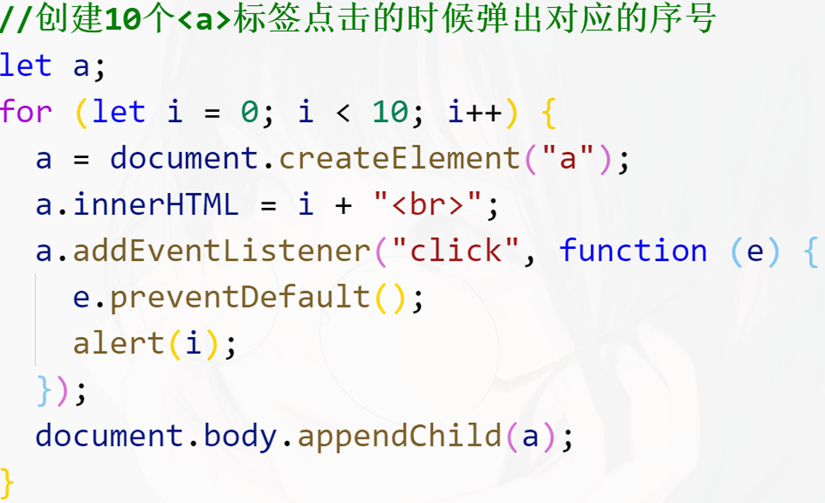 //创建10个<a>标签点击的时候弹出对应的序号
let a;
for (let i = 0; i < 10; i++) {
  a = document.createElement("a");
  a.innerHTML = i + "<br>";
  a.addEventListener("click", function (e) {
    e.preventDefault();
    alert(i);
  });
  document.body.appendChild(a);
}